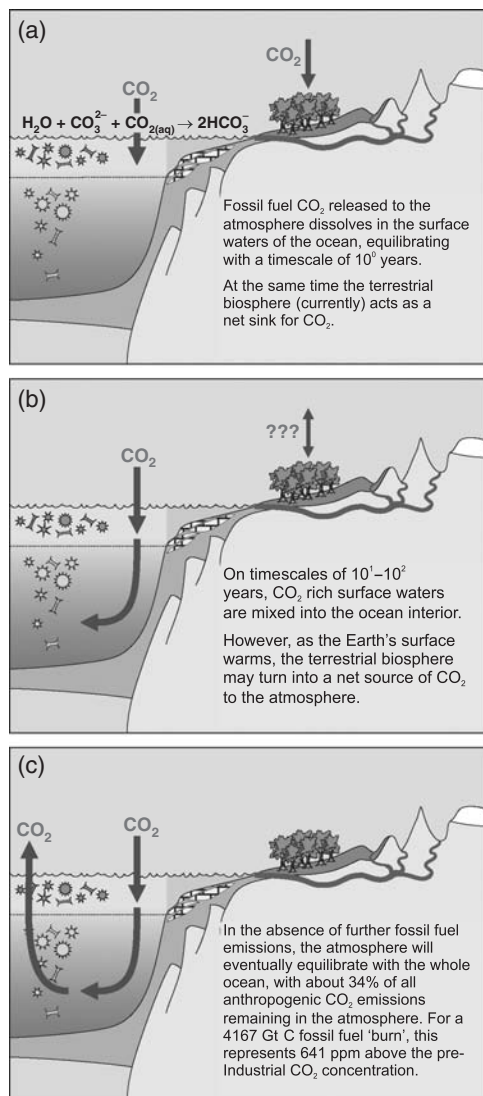 (a)
CO₂
CO₂
H₂O + CO₃²⁻ + CO₂₍aq₎ → 2HCO₃⁻
Fossil fuel CO₂ released to the
atmosphere dissolves in the surface
waters of the ocean, equilibrating
with a timescale of 10⁰ years.
At the same time the terrestrial
biosphere (currently) acts as a
net sink for CO₂.
(b)
???
CO₂
On timescales of 10¹–10²
years, CO₂ rich surface waters
are mixed into the ocean interior.
However, as the Earth's surface
warms, the terrestrial biosphere
may turn into a net source of CO₂
to the atmosphere.
(c)
CO₂
CO₂
In the absence of further fossil fuel
emissions, the atmosphere will
eventually equilibrate with the whole
ocean, with about 34% of all
anthropogenic CO₂ emissions
remaining in the atmosphere. For a
4167 Gt C fossil fuel ‘burn’, this
represents 641 ppm above the pre-
Industrial CO₂ concentration.